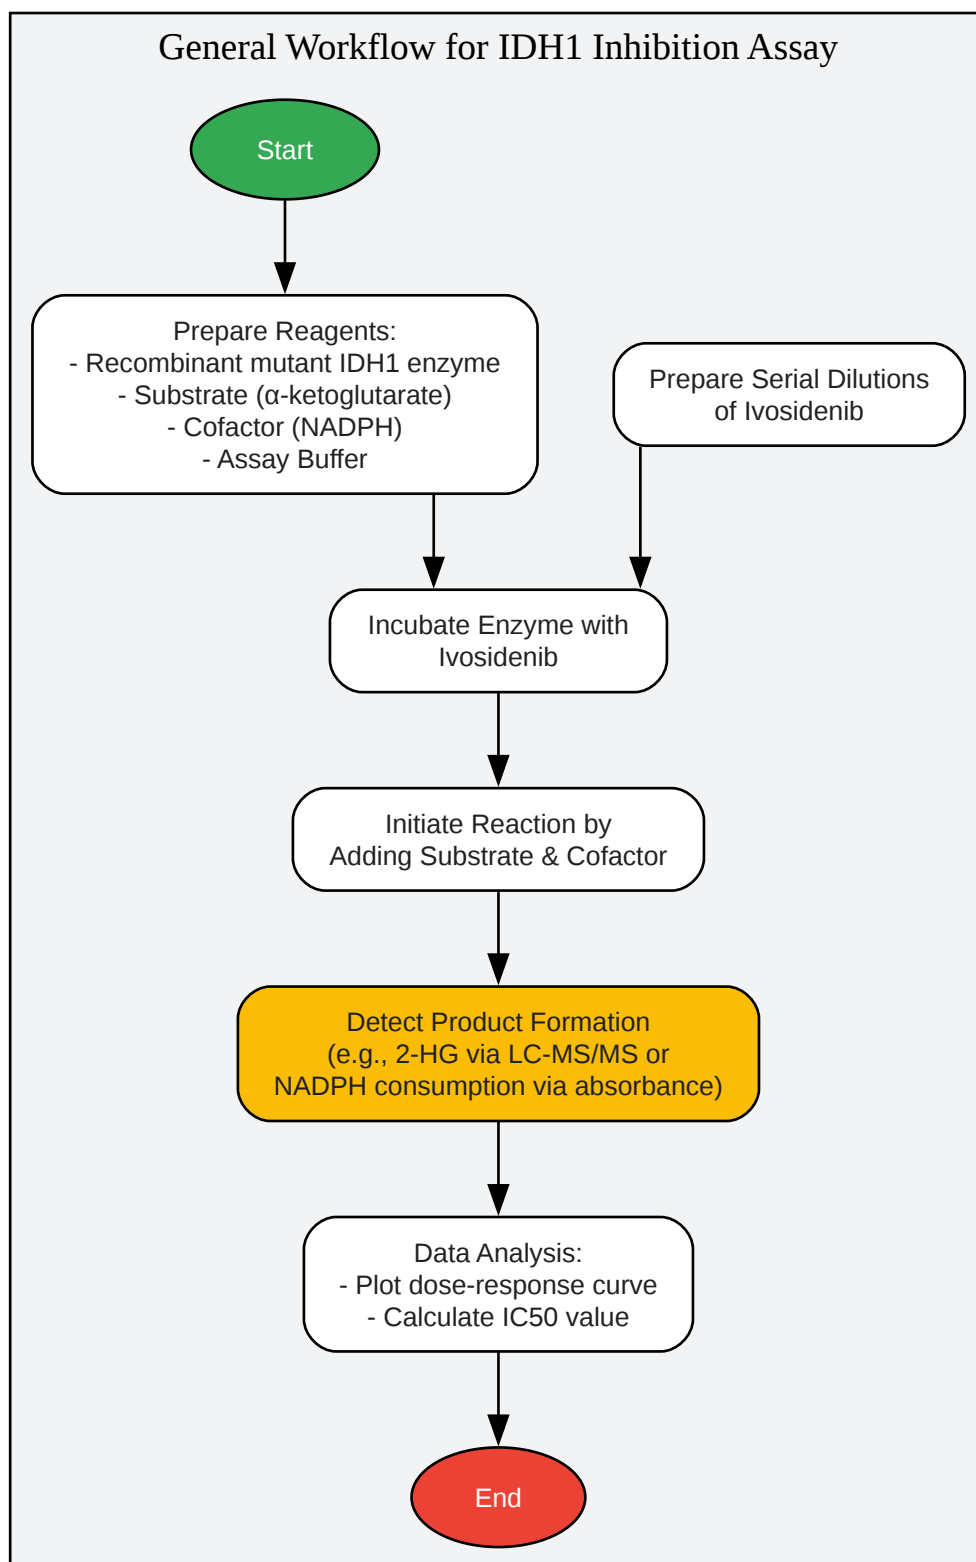 General Workflow for IDH1 Inhibition Assay
Start
Prepare Reagents:
- Recombinant mutant IDH1 enzyme
- Substrate (α-ketoglutarate)
- Cofactor (NADPH)
- Assay Buffer
Prepare Serial Dilutions
of Ivosidenib
Incubate Enzyme with
Ivosidenib
Initiate Reaction by
Adding Substrate & Cofactor
Detect Product Formation
(e.g., 2-HG via LC-MS/MS or
NADPH consumption via absorbance)
Data Analysis:
- Plot dose-response curve
- Calculate IC50 value
End